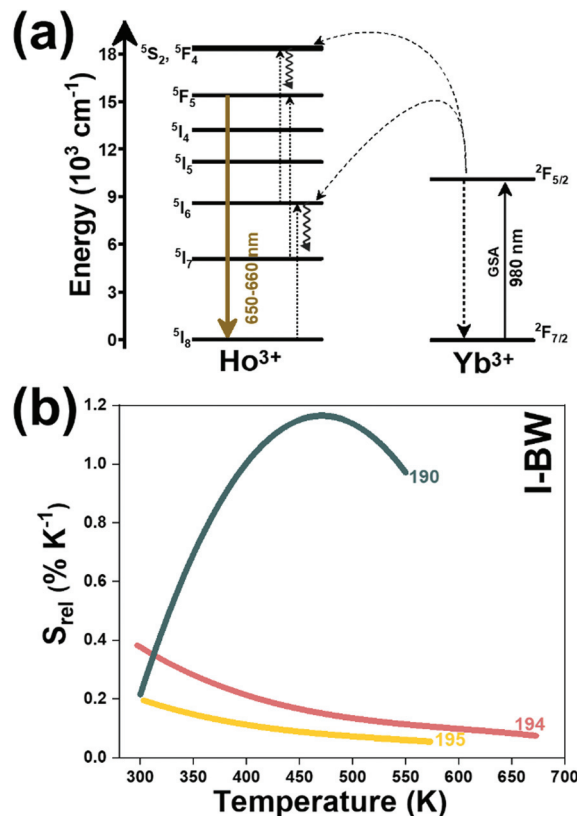 (a)
Energy (10³ cm⁻¹)
18
15
12
9
6
3
0
⁵S₂, ⁵F₄
⁵F₅
⁵I₄
⁵I₅
⁵I₆
⁵I₇
⁵I₈
650-660 nm
Ho³⁺
²F₅/₂
GSA
980 nm
²F₇/₂
Yb³⁺
(b)
I-BW
S_rel (% K⁻¹)
1.2
1.0
0.8
0.6
0.4
0.2
0.0
190
194
195
300 350 400 450 500 550 600 650 700
Temperature (K)